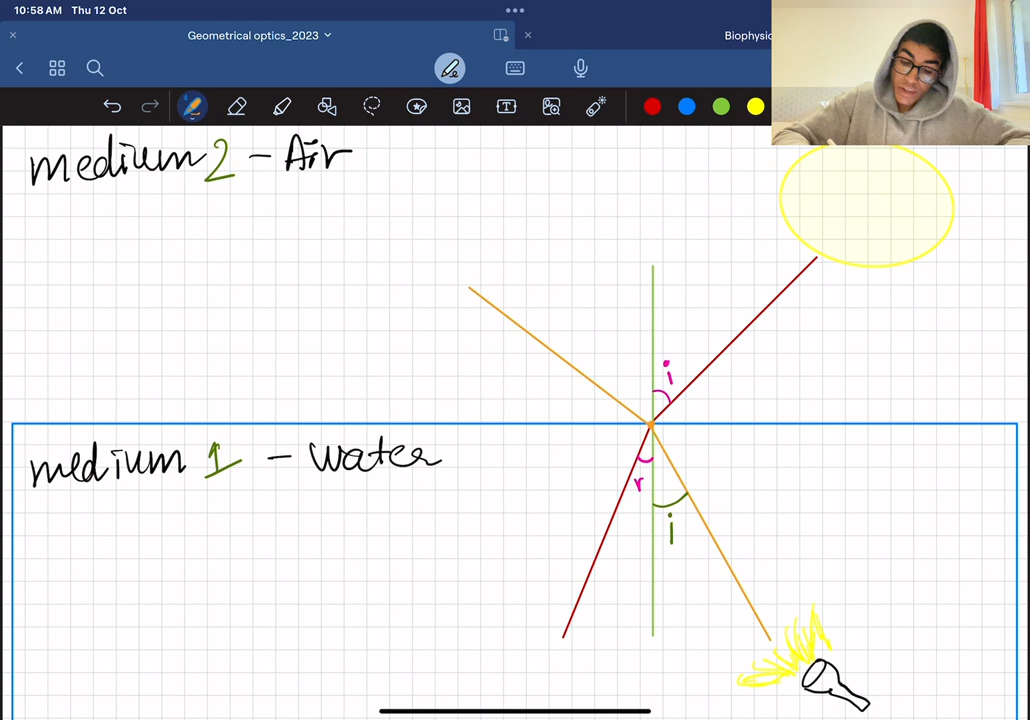 10:58 AM Thu 12 Oct
Geometrical optics_2023
Biophysic
medium 2 - Air
i
medium 1 - water
r
i